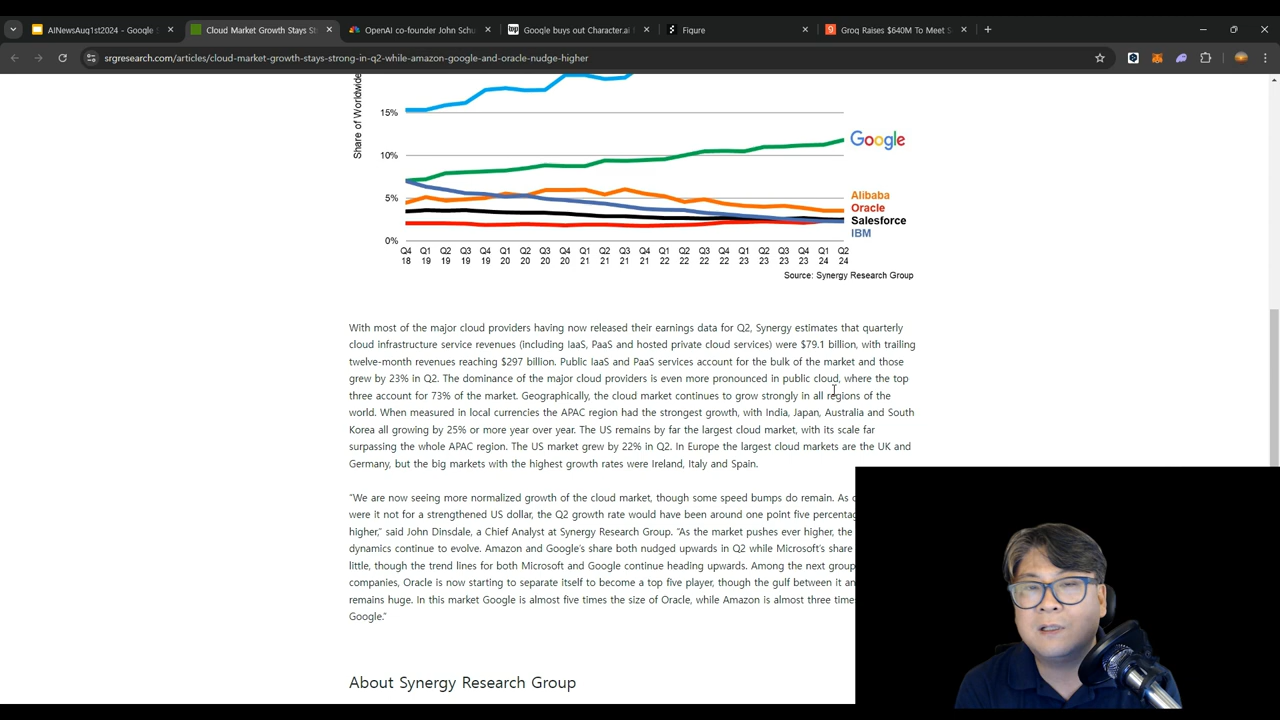 AINewsAug1st2024 - Google S
Cloud Market Growth Stays St
OpenAI co-founder John Schu
top
Google buys out Character.ai
Figure
9
Groq Raises $640M To Meet S
srgresearch.com/articles/cloud-market-growth-stays-strong-in-q2-while-amazon-google-and-oracle-nudge-higher
Share of Worldwide
15%
10%
5%
0%
Google
Alibaba
Oracle
Salesforce
IBM
Q4 Q1 Q2 Q3 Q4 Q1 Q2 Q3 Q4 Q1 Q2 Q3 Q4 Q1 Q2 Q3 Q4 Q1 Q2 Q3 Q4 Q1 Q2
18 19 19 19 19 20 20 20 20 21 21 21 21 22 22 22 22 23 23 23 23 24 24
Source: Synergy Research Group
With most of the major cloud providers having now released their earnings data for Q2, Synergy estimates that quarterly
cloud infrastructure service revenues (including IaaS, PaaS and hosted private cloud services) were $79.1 billion, with trailing
twelve-month revenues reaching $297 billion. Public IaaS and PaaS services account for the bulk of the market and those
grew by 23% in Q2. The dominance of the major cloud providers is even more pronounced in public cloud, where the top
three account for 73% of the market. Geographically, the cloud market continues to grow strongly in all regions of the
world. When measured in local currencies the APAC region had the strongest growth, with India, Japan, Australia and South
Korea all growing by 25% or more year over year. The US remains by far the largest cloud market, with its scale far
surpassing the whole APAC region. The US market grew by 22% in Q2. In Europe the largest cloud markets are the UK and
Germany, but the big markets with the highest growth rates were Ireland, Italy and Spain.
“We are now seeing more normalized growth of the cloud market, though some speed bumps do remain. As
were it not for a strengthened US dollar, the Q2 growth rate would have been around one point five percentag
higher,” said John Dinsdale, a Chief Analyst at Synergy Research Group. “As the market pushes ever higher, the
dynamics continue to evolve. Amazon and Google’s share both nudged upwards in Q2 while Microsoft’s share
little, though the trend lines for both Microsoft and Google continue heading upwards. Among the next group
companies, Oracle is now starting to separate itself to become a top five player, though the gulf between it an
remains huge. In this market Google is almost five times the size of Oracle, while Amazon is almost three time
Google.”
About Synergy Research Group